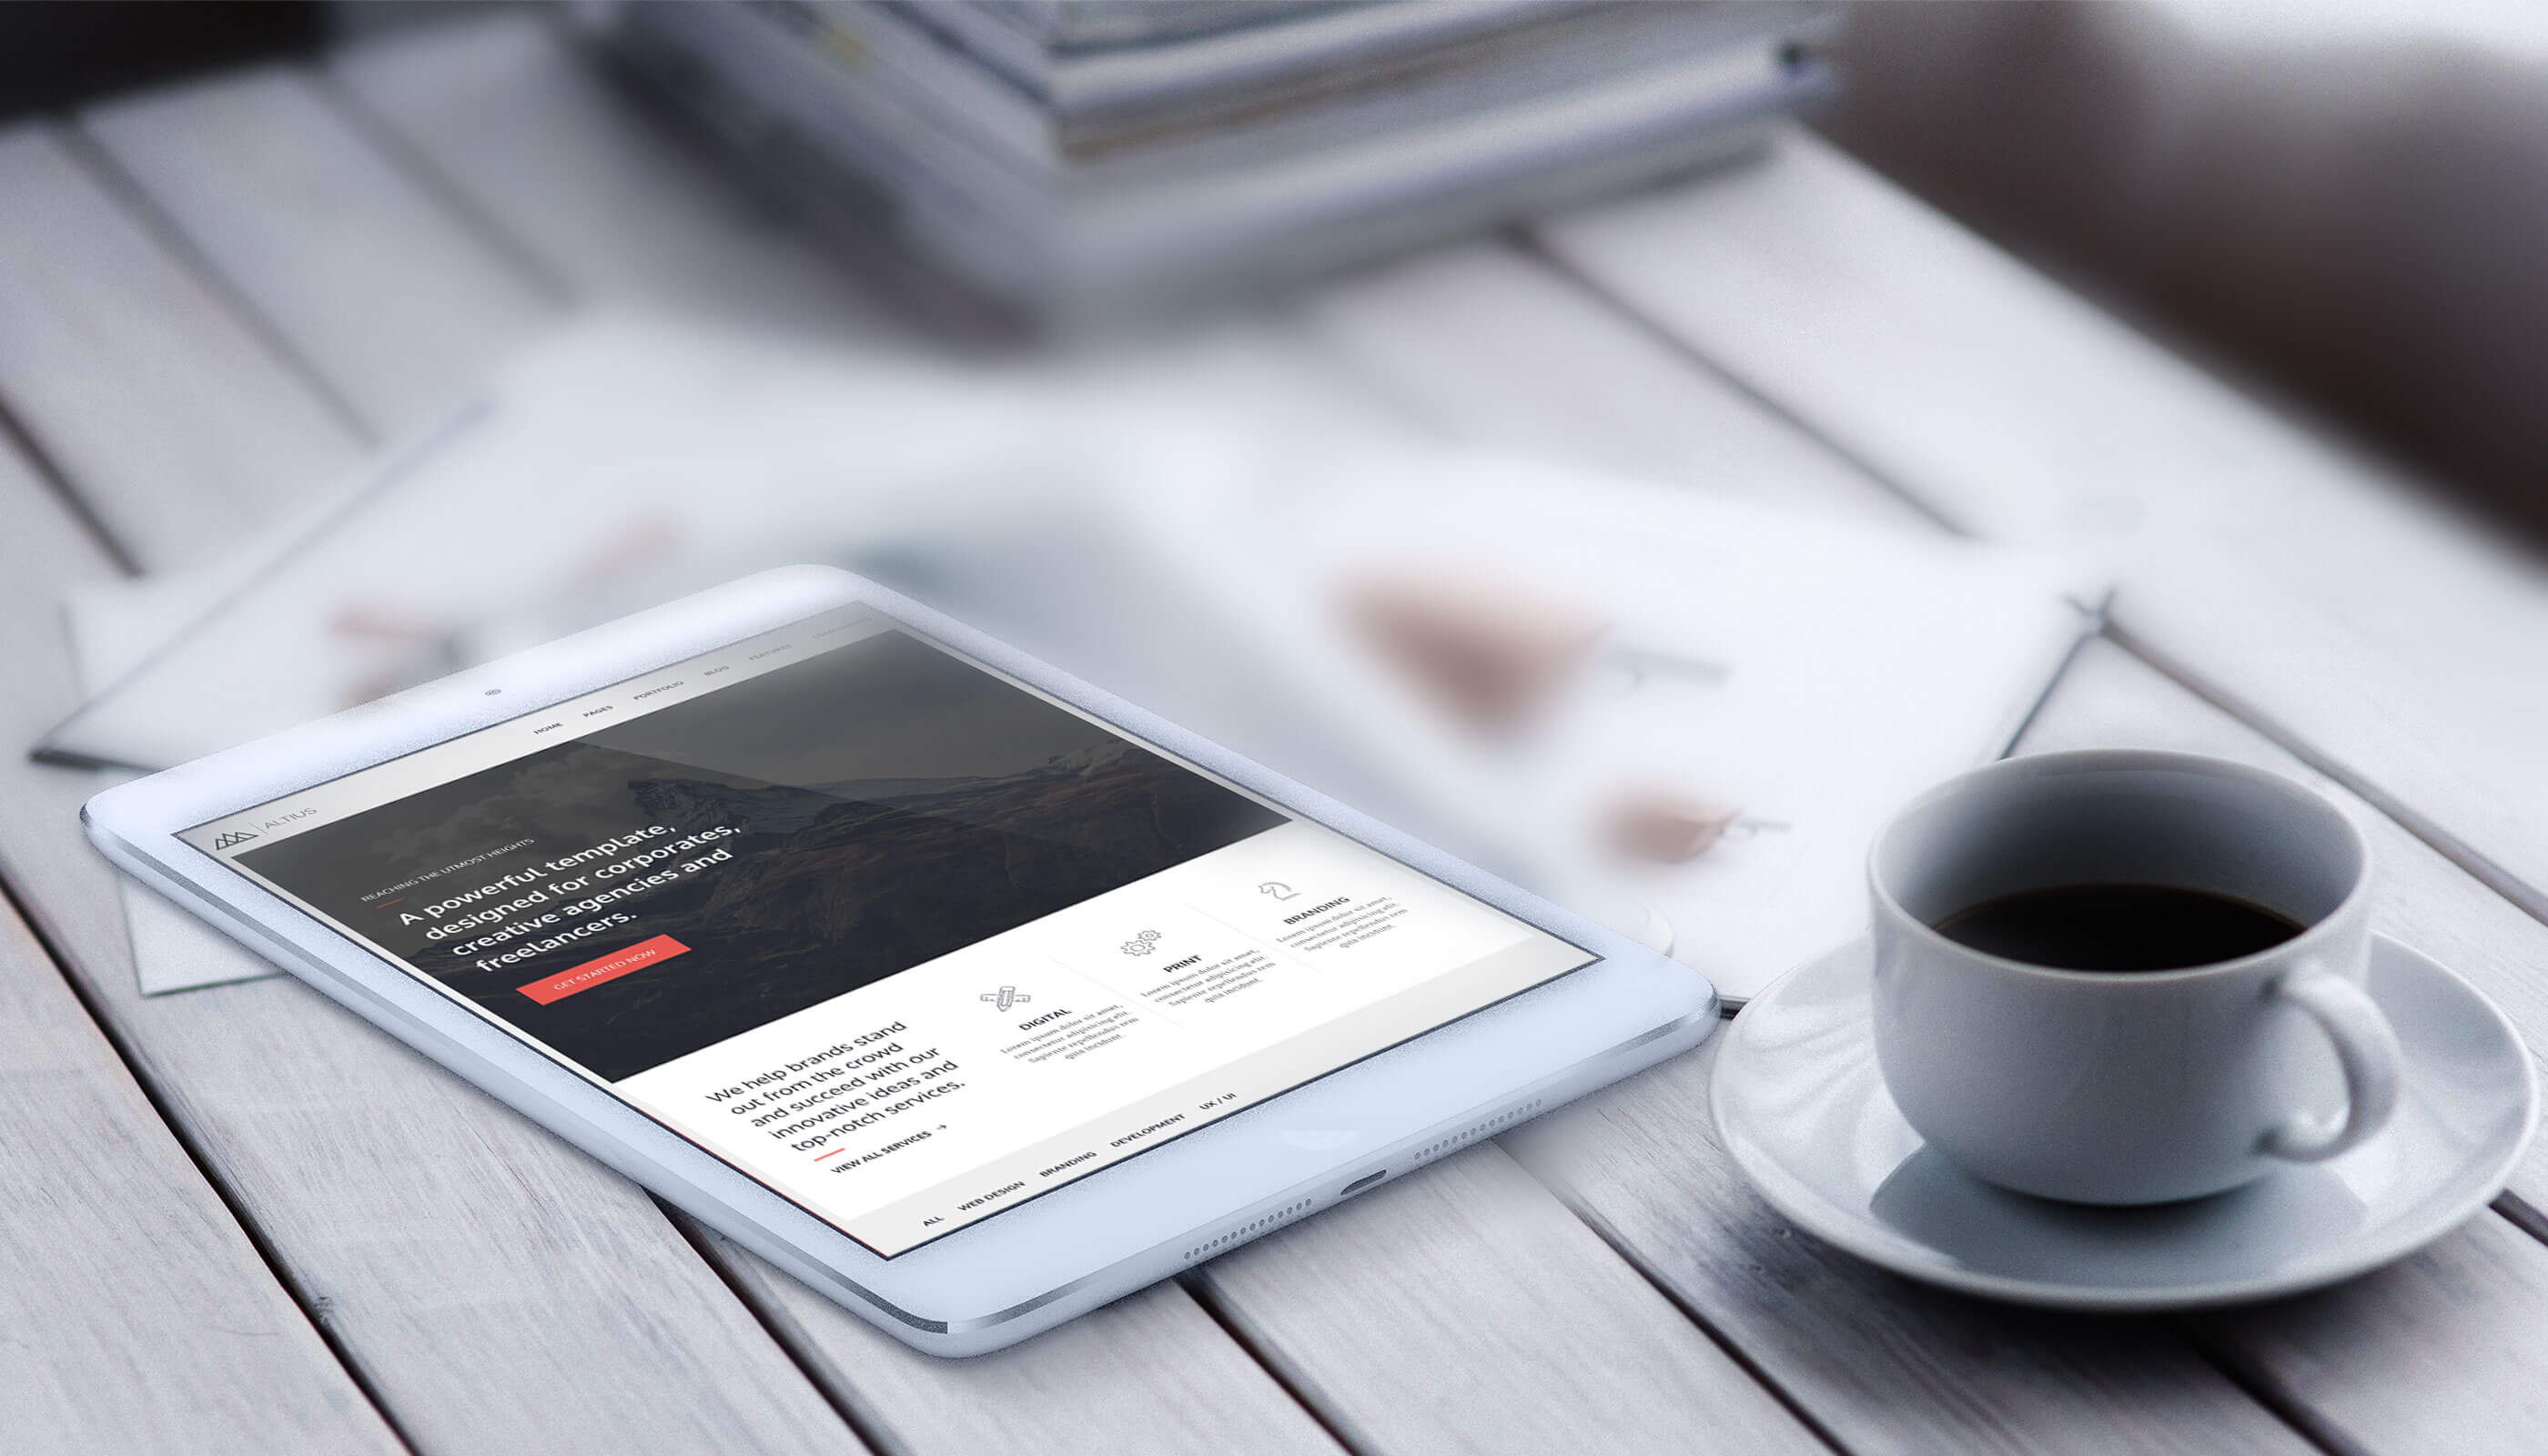 ALTIUS
HOME PAGES PORTFOLIO BLOG FEATURES
REACHING THE UTMOST HEIGHTS
A powerful template,
designed for corporates,
creative agencies and
freelancers.
GET STARTED NOW
We help brands stand
out from the crowd
and succeed with our
innovative ideas and
top-notch services.
VIEW ALL SERVICES →
DIGITAL
Lorem ipsum dolor sit amet,
consectetur adipisicing elit.
Sapiente repellendus rem
quia incidunt.
PRINT
Lorem ipsum dolor sit amet,
consectetur adipisicing elit.
Sapiente repellendus rem
quia incidunt.
BRANDING
Lorem ipsum dolor sit amet,
consectetur adipisicing elit.
Sapiente repellendus rem
quia incidunt.
ALL WEB DESIGN BRANDING DEVELOPMENT UX / UI